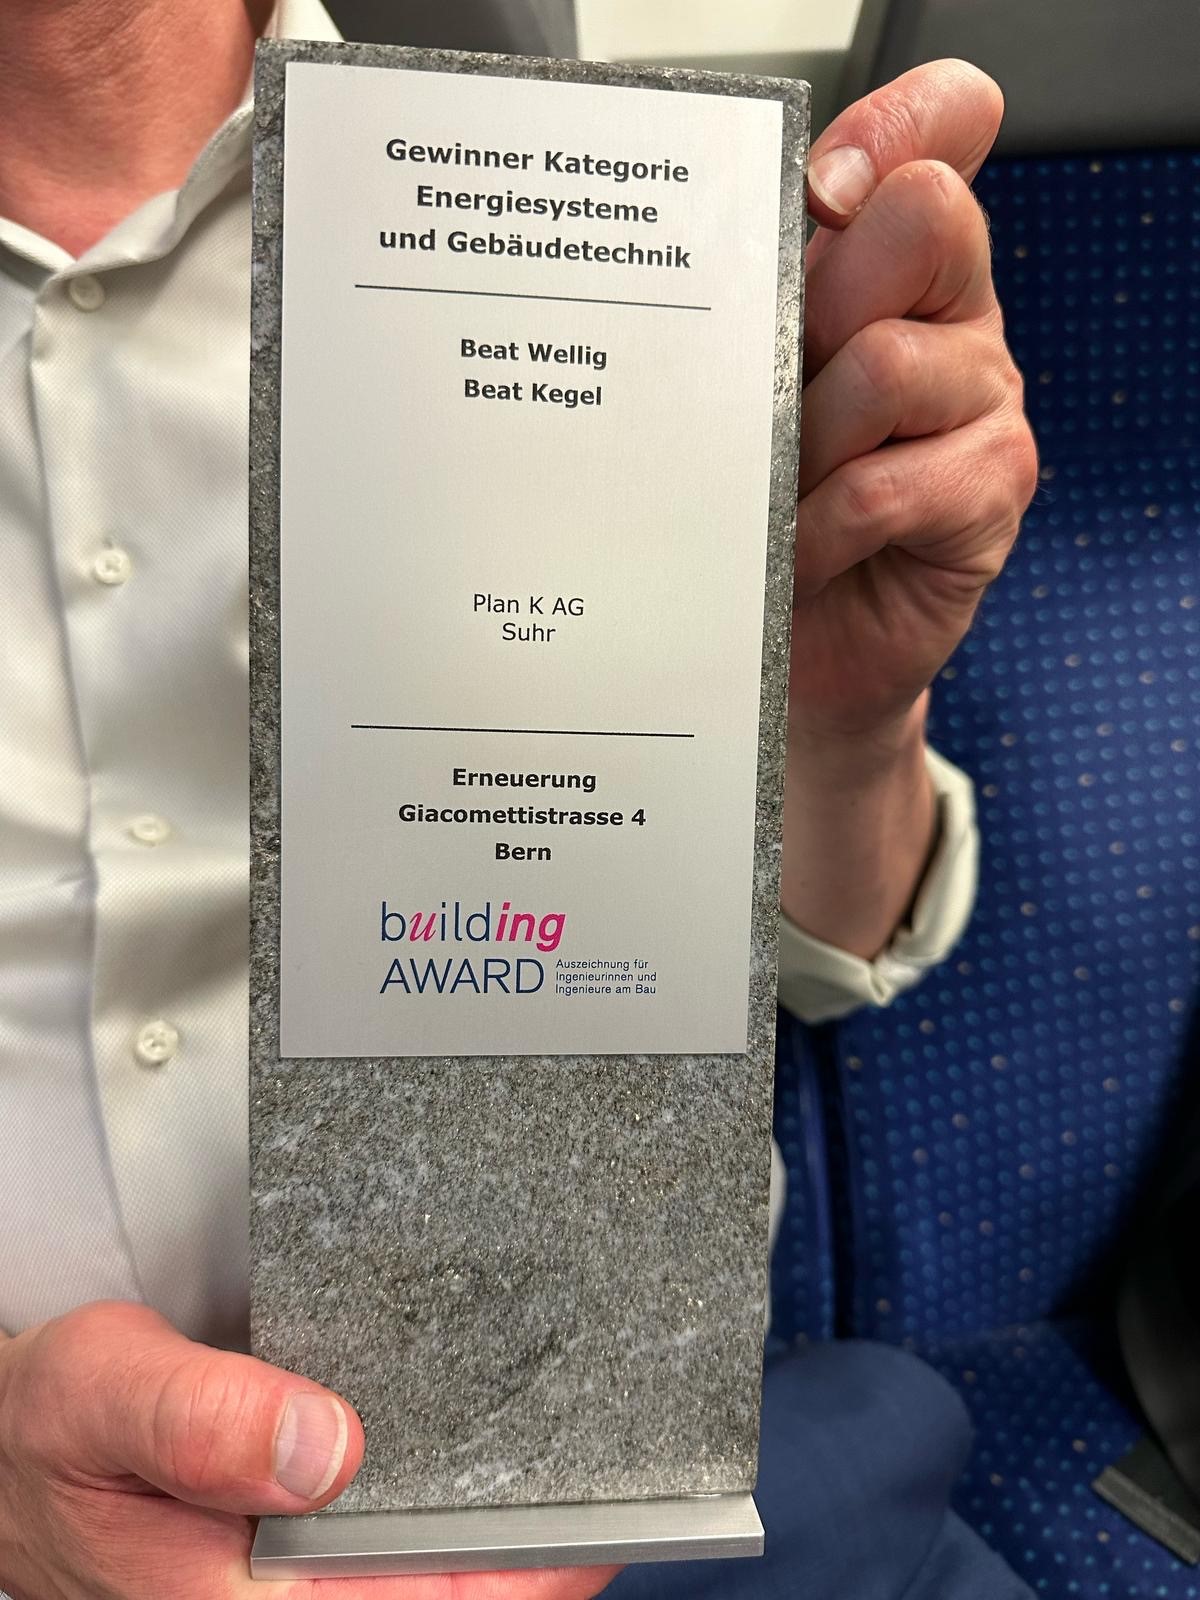 Gewinner Kategorie
Energiesysteme
und Gebäudetechnik
Beat Wellig
Beat Kegel
Plan K AG
Suhr
Erneuerung
Giacomettistrasse 4
Bern
building
AWARD
Auszeichnung für
Ingenieurinnen und
Ingenieure am Bau